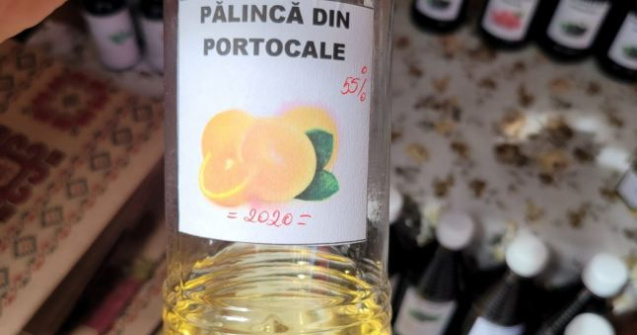 PĂLINCĂ DIN
PORTOCALE
55%
= 2020 =